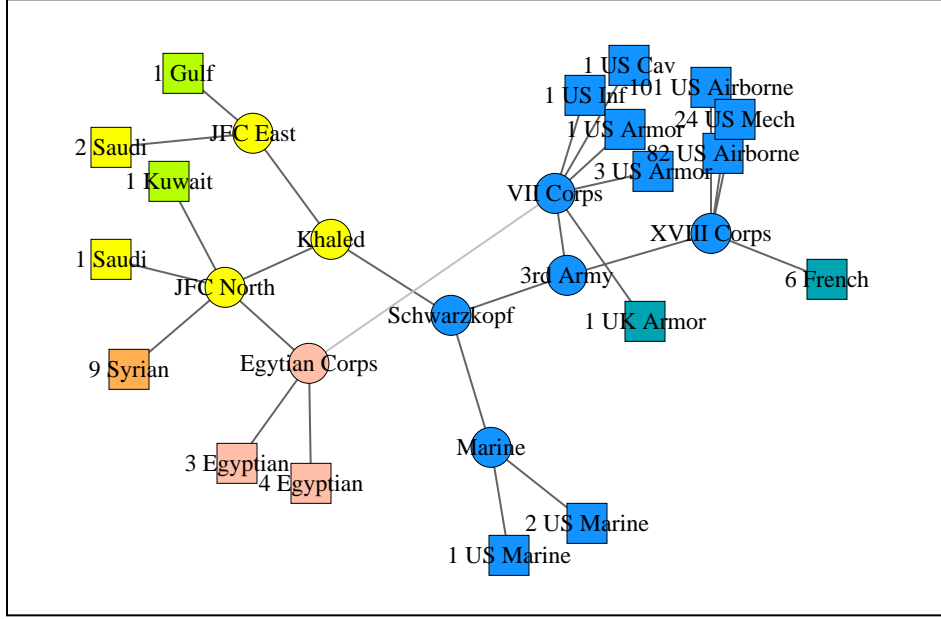 1 US Cav
1 Gulf
101 US Airborne
1 US Inf
24 US Mech
1 US Armor
JFC East
2 Saudi
82 US Airborne
3 US Armor
1 Kuwait
VII Corps
XVIII Corps
Khaled
1 Saudi
3rd Army
6 French
JFC North
Schwarzkopf
1 UK Armor
Egytian Corps
9 Syrian
Marine
3 Egyptian
4 Egyptian
2 US Marine
1 US Marine